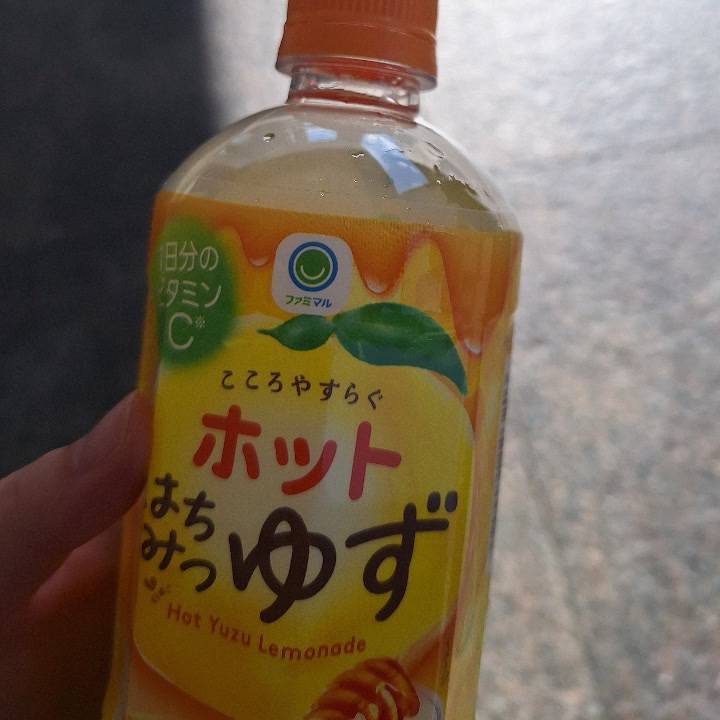 1日分の
ビタミン
C※
ファミマル
こころやすらぐ
ホット
はちみつ
ゆず
Hot Yuzu Lemonade